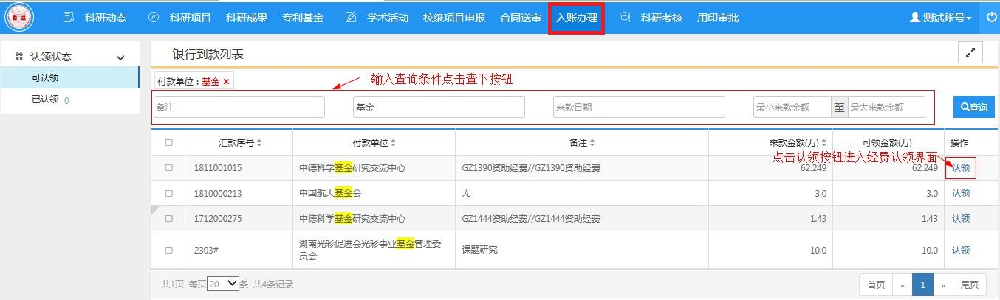 科研动态 科研项目 科研成果 专利基金 学术活动 校级项目申报 合同送审 入账办理 科研考核 用印审批 测试账号
认领状态
可认领
已认领 0
银行到款列表
付款单位：基金 ×
输入查询条件点击查下按钮
备注 基金 来款日期 最小来款金额 至 最大来款金额 查询
汇款序号 付款单位 备注 来款金额(万) 可领金额(万) 操作
点击认领按钮进入经费认领界面
1811001015 中德科学基金研究交流中心 GZ1390资助经费//GZ1390资助经费 62.249 62.249 认领
1810000213 中国航天基金会 无 3.0 3.0 认领
1712000275 中德科学基金研究交流中心 GZ1444资助经费//GZ1444资助经费 1.43 1.43 认领
2303# 湖南光彩促进会光彩事业基金管理委
员会 课题研究 10.0 10.0 认领
共1页 每页 20 条 共4条记录 首页 « 1 » 尾页